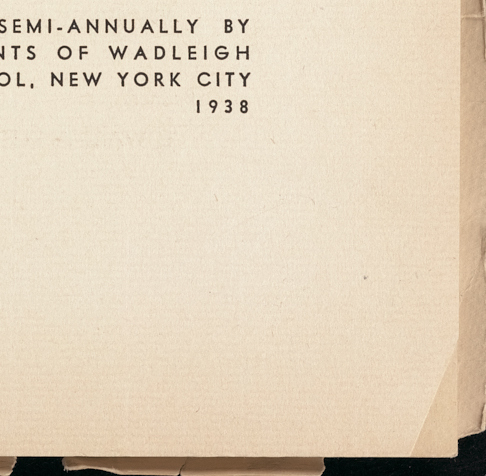 SEMI-ANNUALLY BY
NTS OF WADLEIGH
OL, NEW YORK CITY
1938